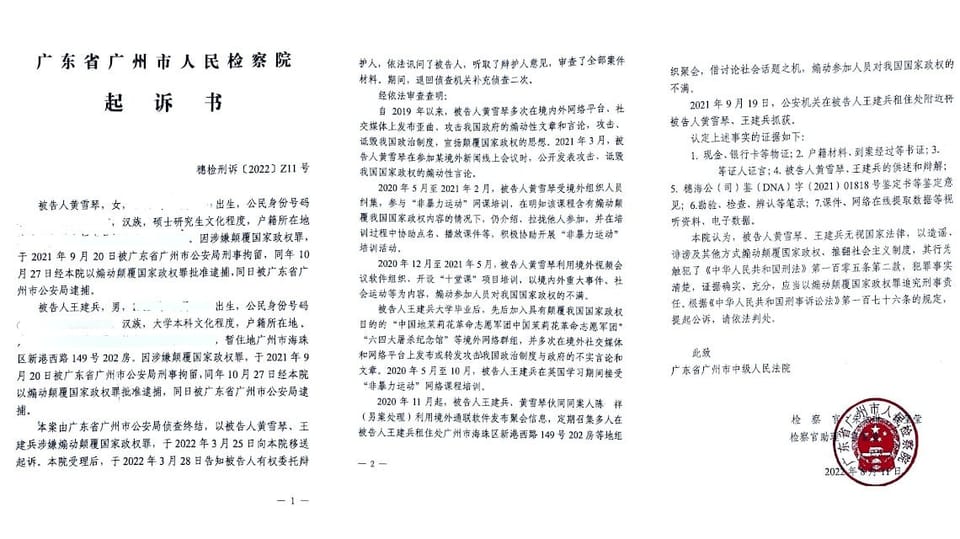 广东省广州市人民检察院
起诉书
穗检刑诉〔2022〕Z11号
被告人黄雪琴，女，出生，公民身份号码
，汉族，硕士研究生文化程度，户籍所在地
。因涉嫌颠覆国家政权罪，
于2021年9月20日被广东省广州市公安局刑事拘留，同年10
月27日经本院以煽动颠覆国家政权罪批准逮捕，同日被广东省广
州市公安局逮捕。
被告人王建兵，男，出生，公民身份号码
，汉族，大学本科文化程度，户籍所在地。
，暂住地广州市海珠
区新港西路149号202房。因涉嫌颠覆国家政权罪，于2021年9
月20日被广东省广州市公安局刑事拘留，同年10月27日经本院
以煽动颠覆国家政权罪批准逮捕，同日被广东省广州市公安局逮
捕。
本案由广东省广州市公安局侦查终结，以被告人黄雪琴、王
建兵涉嫌煽动颠覆国家政权罪，于2022年3月25日向本院移送
起诉。本院受理后，于2022年3月28日告知被告人有权委托辩
— 1 —
护人，依法讯问了被告人，听取了辩护人意见，审查了全部案件
材料。期间，退回侦查机关补充侦查二次。
经依法审查查明：
自2019年以来，被告人黄雪琴多次在境内外网络平台、社
交媒体上发布歪曲、攻击我国政府的煽动性文章和言论，攻击、
诋毁我国政治制度，宣扬颠覆国家政权的思想。2021年3月，被
告人黄雪琴在参加某境外新闻线上会议时，公开发表攻击、诋毁
我国国家政权的煽动性言论。
2020年5月至2021年2月，被告人黄雪琴受境外组织人员
纠集，参与“非暴力运动”网课培训，在明知该课程含有煽动颠
覆我国国家政权内容的情况下，仍介绍、拉拢他人参加，并在培
训过程中协助点名、播放课件等，积极协助开展“非暴力运动”
培训活动。
2020年12月至2021年5月，被告人黄雪琴利用境外视频会
议软件组织、开设“十堂课”项目培训，以境内外重大事件、社
会运动等为内容，煽动参加人员对我国国家政权的不满。
被告人王建兵大学毕业后，先后加入具有颠覆我国国家政权
目的的“中国地茉莉花革命志愿军团中国茉莉花革命志愿军团”
“六四大屠杀纪念馆”等境外网络群组，并多次在境外社交媒体
和网络平台上发布或转发攻击我国政治制度与政府的不实言论和
文章。2020年5月至10月，被告人王建兵在英国学习期间接受
“非暴力运动”网络课程培训。
2020年11月起，被告人王建兵、黄雪琴伙同同案人陈 祥
（另案处理）利用境外通联软件发布聚会信息，定期召集多人在
被告人王建兵租住处广州市海珠区新港西路149号202房等地组
— 2 —
织聚会，借讨论社会话题之机，煽动参加人员对我国国家政权的
不满。
2021年9月19日，公安机关在被告人王建兵租住处附近将
被告人黄雪琴、王建兵抓获。
认定上述事实的证据如下：
1.现金、银行卡等物证；2.户籍材料、到案经过等书证；3.
等证人证言；4.被告人黄雪琴、王建兵的供述和辩解；
5.穗海公（司）鉴（DNA）字（2021）01818号鉴定书等鉴定意
见；6.勘验、检查、辨认等笔录；7.课件、网络在线提取数据等视
听资料、电子数据。
本院认为，被告人黄雪琴、王建兵无视国家法律，以造谣、
诽谤及其他方式煽动颠覆国家政权、推翻社会主义制度，其行为
触犯了《中华人民共和国刑法》第一百零五条第二款，犯罪事实
清楚，证据确实、充分，应当以煽动颠覆国家政权罪追究刑事责
任。根据《中华人民共和国刑事诉讼法》第一百七十六条的规定，
提起公诉，请依法判处。
此致
广东省广州市中级人民法院
检察官
检察官助理
广东省广州市人民检察院
2022年8月11日